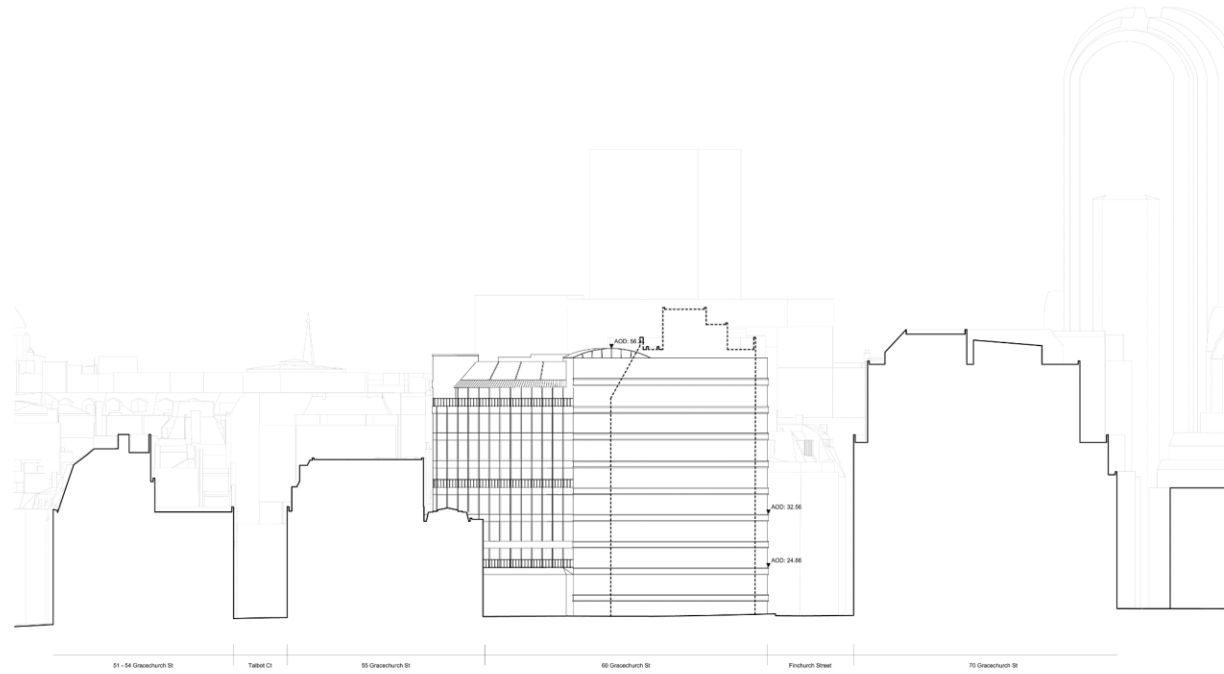 AOD: 56.
AOD: 32.56
AOD: 24.66
51 - 54 Gracechurch St
Talbot Ct
55 Gracechurch St
60 Gracechurch St
Finchurch Street
70 Gracechurch St